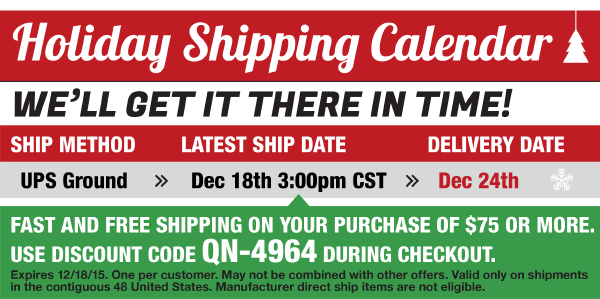 Holiday Shipping Calendar
WE'LL GET IT THERE IN TIME!
SHIP METHOD LATEST SHIP DATE DELIVERY DATE
UPS Ground » Dec 18th 3:00pm CST » Dec 24th
FAST AND FREE SHIPPING ON YOUR PURCHASE OF $75 OR MORE.
USE DISCOUNT CODE QN-4964 DURING CHECKOUT.
Expires 12/18/15. One per customer. May not be combined with other offers. Valid only on shipments
in the contiguous 48 United States. Manufacturer direct ship items are not eligible.